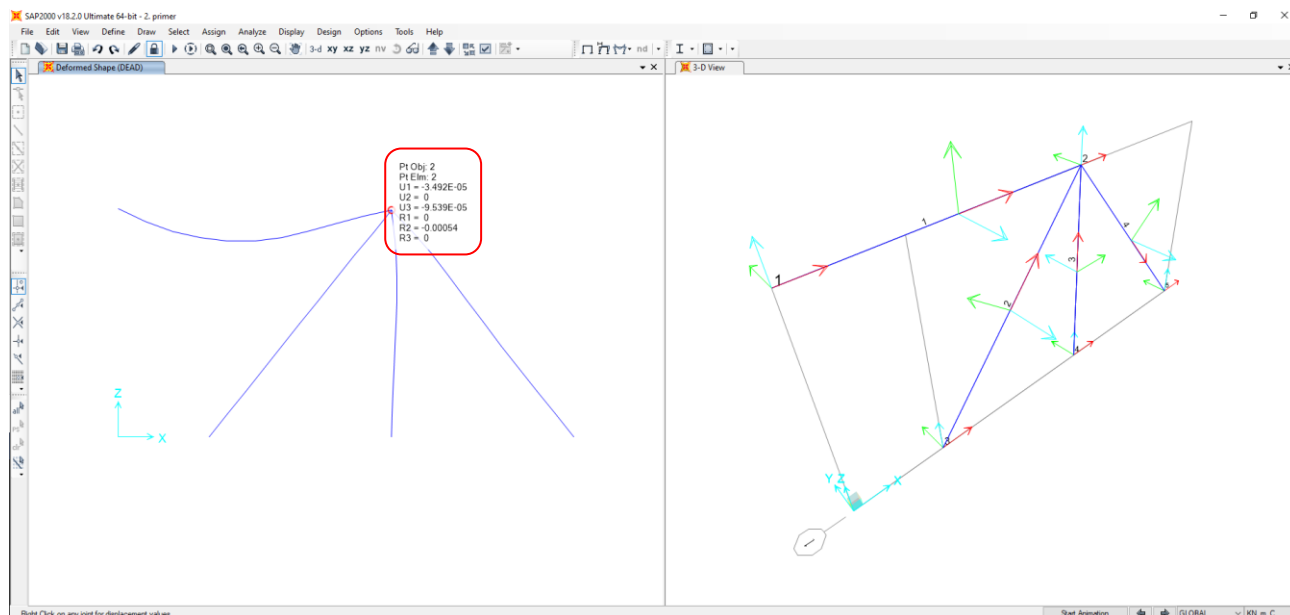 SAP2000 v18.2.0 Ultimate 64-bit - 2. primer
File Edit View Define Draw Select Assign Analyze Display Design Options Tools Help
3-d xy xz yz nv
nd
Deformed Shape (DEAD)
3-D View
Pt Obj: 2
Pt Elm: 2
U1 = -3.492E-05
U2 = 0
U3 = -9.539E-05
R1 = 0
R2 = -0.00054
R3 = 0
Z
X
2
1
4
1
3
2
5
4
3
Y Z X
Right Click on any joint for displacement values
Start Animation
GLOBAL
KN, m, C